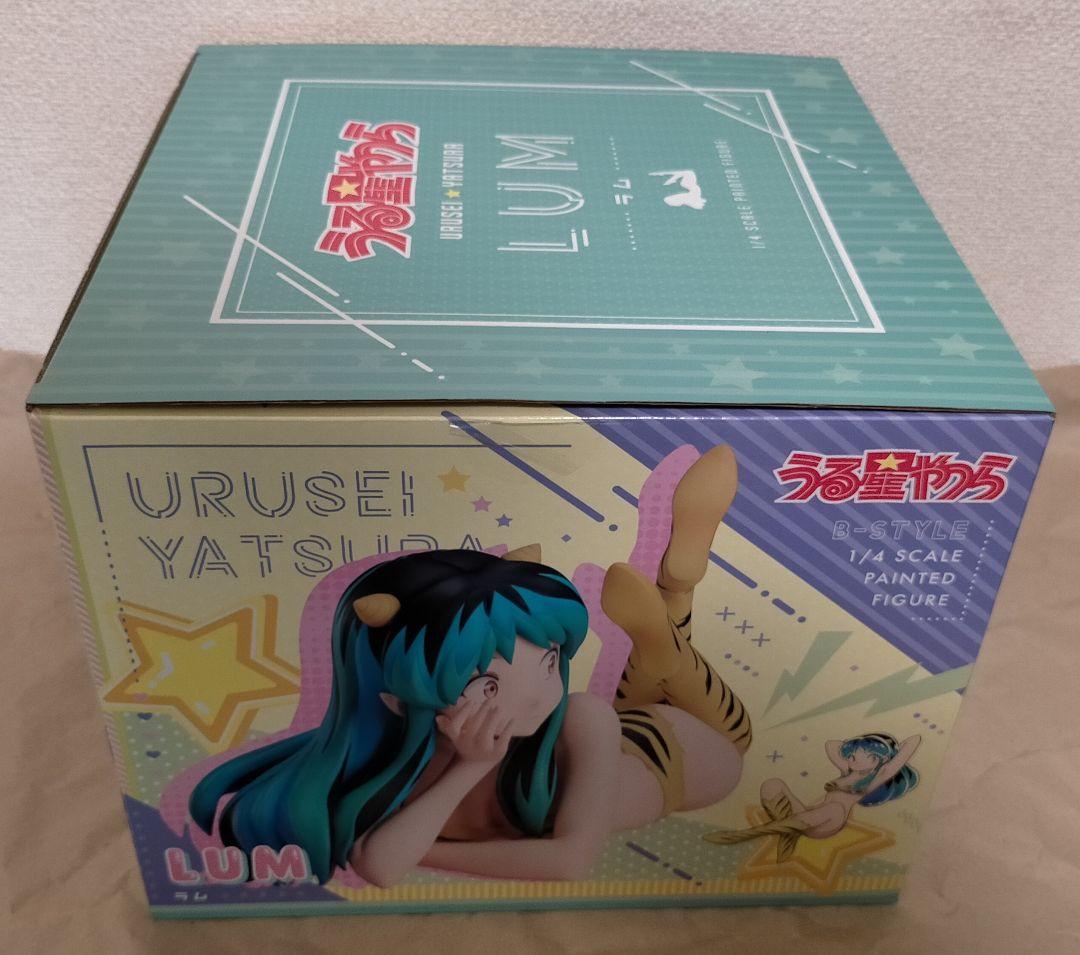 うる星やつら
URUSEI★YATSURA
LUM
ラム
1/4 SCALE PAINTED FIGURE
URUSEI
YATSURA
うる星やつら
B-STYLE
1/4 SCALE
PAINTED
FIGURE
LUM
ラム